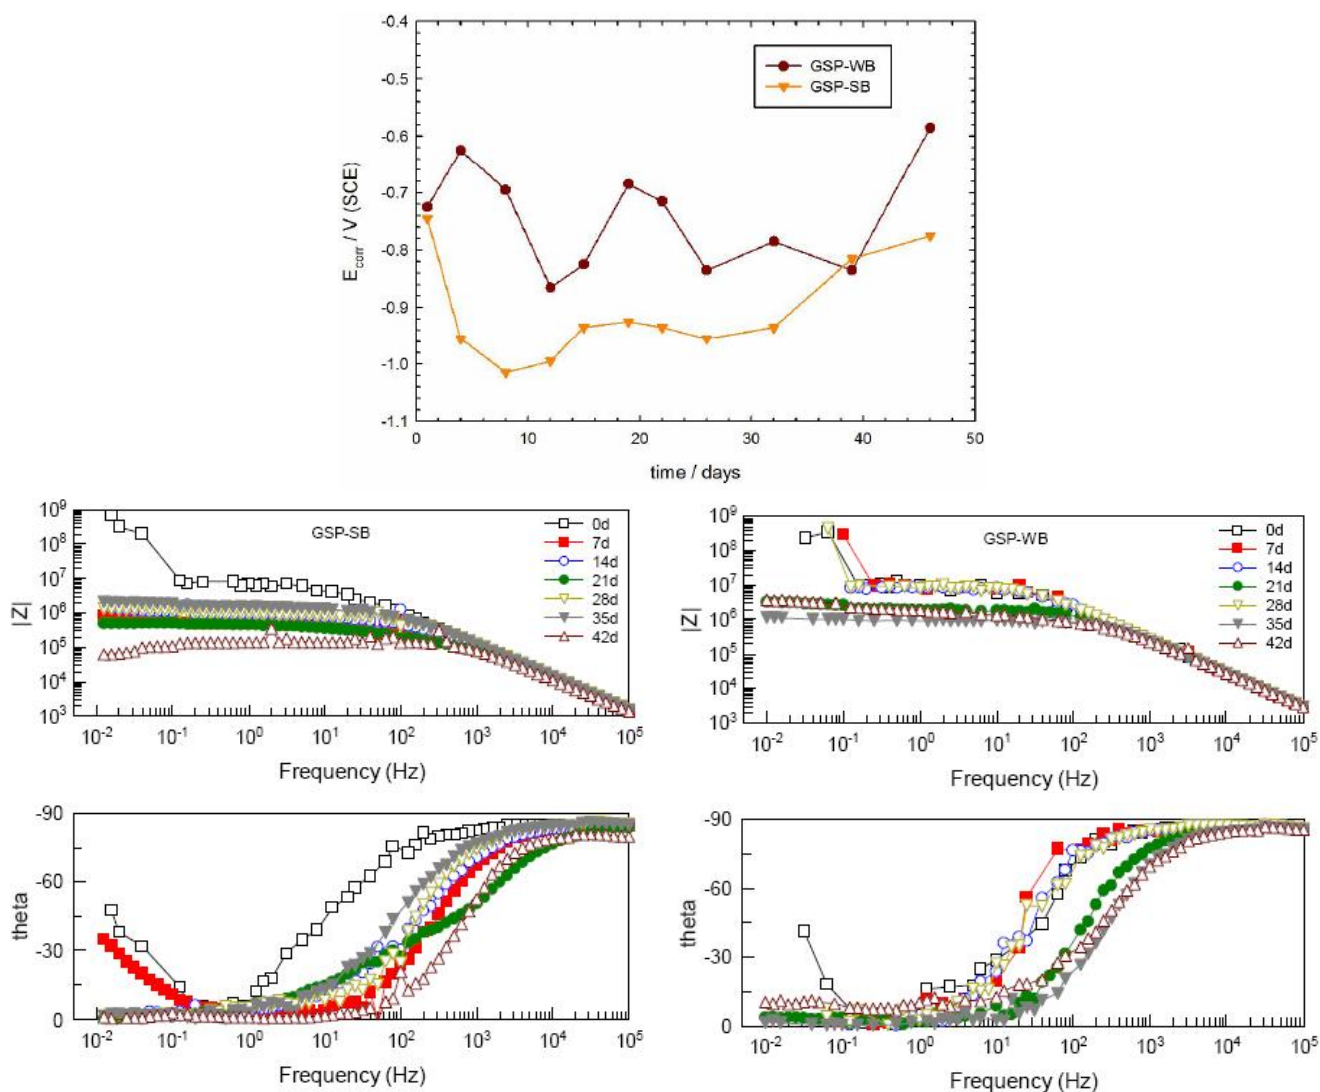 -0.4
-0.5
-0.6
-0.7
-0.8
-0.9
-1.0
-1.1
E_corr / V (SCE)
GSP-WB
GSP-SB
0 10 20 30 40 50
time / days
10^9
10^8
10^7
10^6
10^5
10^4
10^3
|Z|
GSP-SB
0d
7d
14d
21d
28d
35d
42d
10^-2 10^-1 10^0 10^1 10^2 10^3 10^4 10^5
Frequency (Hz)
10^9
10^8
10^7
10^6
10^5
10^4
10^3
10^2
|Z|
GSP-WB
0d
7d
14d
21d
28d
35d
42d
10^-2 10^-1 10^0 10^1 10^2 10^3 10^4 10^5
Frequency (Hz)
-90
-60
-30
0
theta
10^-2 10^-1 10^0 10^1 10^2 10^3 10^4 10^5
Frequency (Hz)
-90
-60
-30
0
theta
10^-2 10^-1 10^0 10^1 10^2 10^3 10^4 10^5
Frequency (Hz)